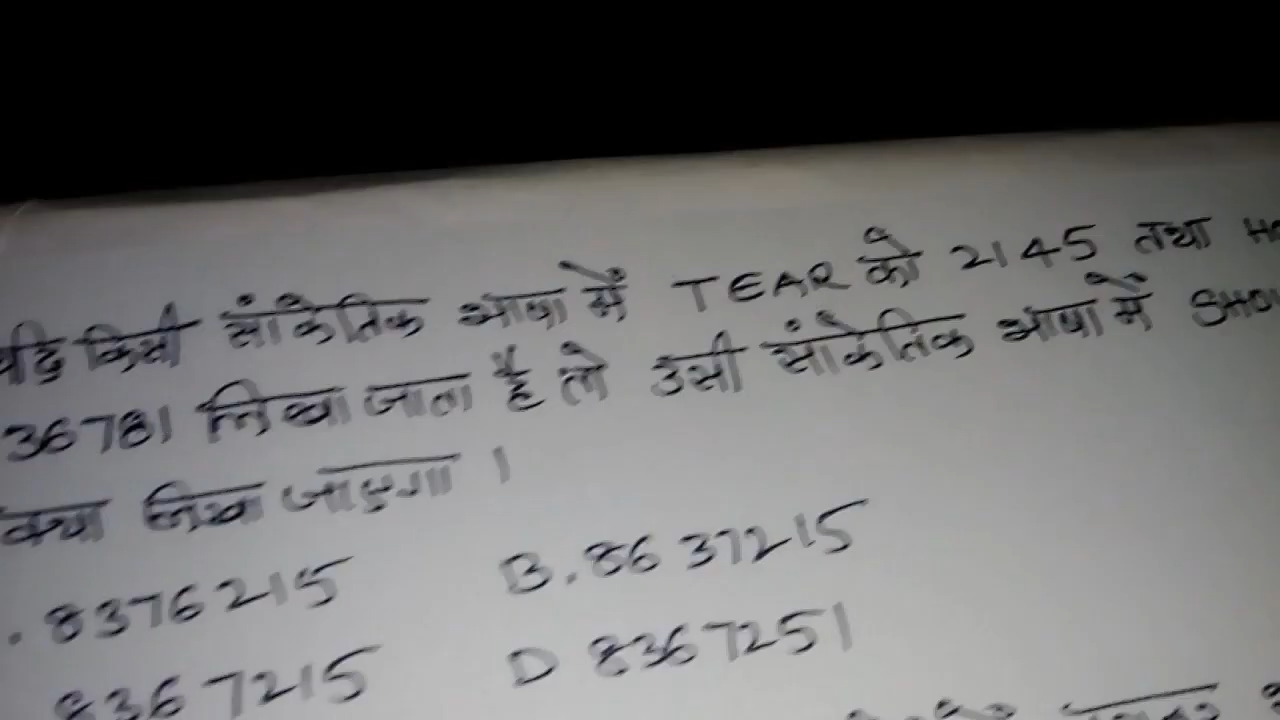 यदि किसी सांकेतिक भाषा में TEAR को 2145 तथा
36781 लिखा जाता है तो उसी सांकेतिक भाषा में
क्या लिखा जाएगा ।
. 8376215 B. 8637215
8367215 D 8367251